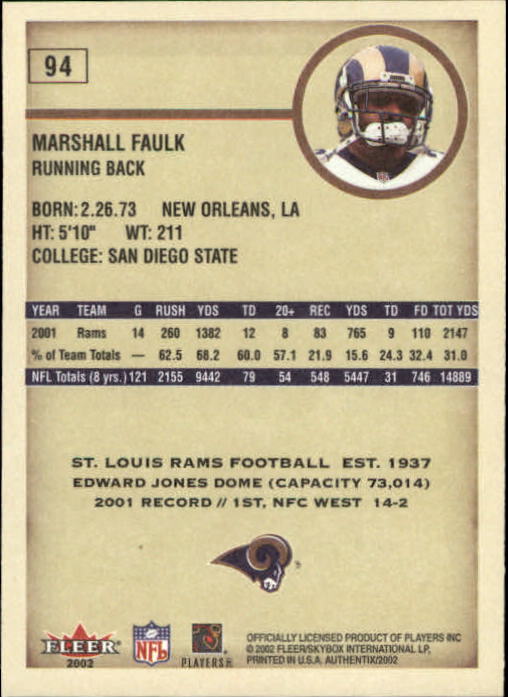 94
MARSHALL FAULK
RUNNING BACK
BORN: 2.26.73 NEW ORLEANS, LA
HT: 5'10" WT: 211
COLLEGE: SAN DIEGO STATE
YEAR TEAM G RUSH YDS TD 20+ REC YDS TD FD TOT YDS
2001 Rams 14 260 1382 12 8 83 765 9 110 2147
% of Team Totals — 62.5 68.2 60.0 57.1 21.9 15.6 24.3 32.4 31.0
NFL Totals (8 yrs.) 121 2155 9442 79 54 548 5447 31 746 14889
ST. LOUIS RAMS FOOTBALL EST. 1937
EDWARD JONES DOME (CAPACITY 73,014)
2001 RECORD // 1ST, NFC WEST 14-2
FLEER
2002
NFL
PLAYERS
OFFICIALLY LICENSED PRODUCT OF PLAYERS INC
© 2002 FLEER/SKYBOX INTERNATIONAL LP.
PRINTED IN U.S.A. AUTHENTIX/2002